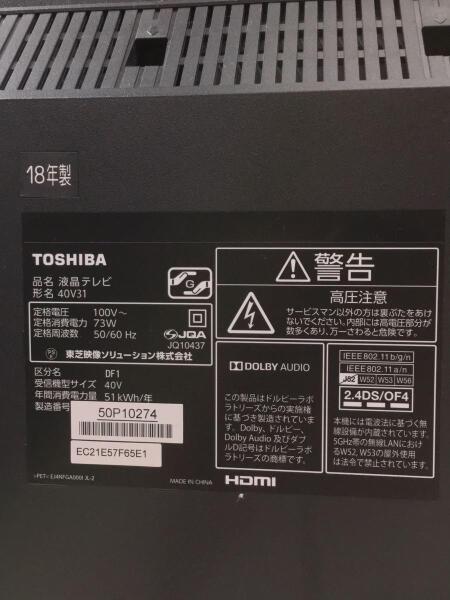 18年製
TOSHIBA
品名 液晶テレビ
形名 40V31
定格電圧 100V~
定格消費電力 73W
定格周波数 50/60 Hz
G
JQA
JQ10437
PS
E
東芝映像ソリューション株式会社
区分名 DF1
受信機型サイズ 40V
年間消費電力量 51kWh/年
製造番号
50P10274
EC21E57F65E1
MADE IN CHINA
警告
高圧注意
サービスマン以外の方は裏ぶたをあけ
ないでください。内部には高電圧部分が
数多くあり、万一さわると危険です。
DOLBY AUDIO
この製品はドルビーラボ
ラトリーズからの実施権
に基づき製造されています。
Dolby、ドルビー、
Dolby Audio 及びダブ
ルD記号はドルビーラボ
ラトリーズの商標です。
IEEE802.11b/g/n
IEEE802.11a/n
J52 W52 W53 W56
2.4DS/OF4
本機には電波法に基づく無
線設備が内蔵されています。
5GHz帯の無線LANにおけ
るW52、W53の屋外使用
は法令で禁止されています。
HDMI